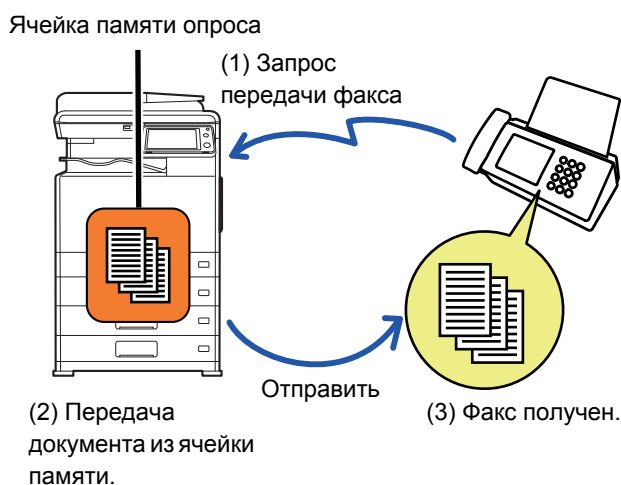 Ячейка памяти опроса
(1) Запрос
передачи факса
Отправить
(2) Передача
документа из ячейки
памяти.
(3) Факс получен.